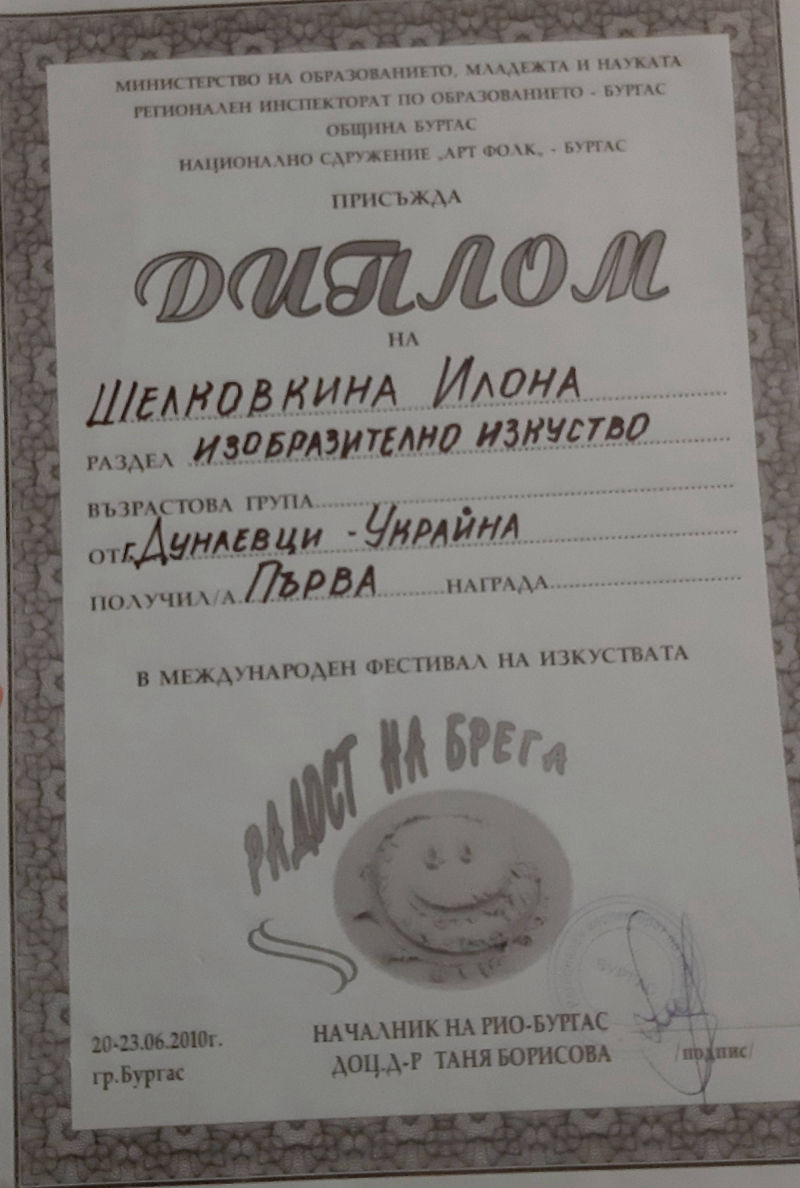 МИНИСТЕРСТВО НА ОБРАЗОВАНИЕТО, МЛАДЕЖТА И НАУКАТА
РЕГИОНАЛЕН ИНСПЕКТОРАТ ПО ОБРАЗОВАНИЕТО - БУРГАС
ОБЩИНА БУРГАС
НАЦИОНАЛНО СДРУЖЕНИЕ „АРТ ФОЛК„ - БУРГАС
ПРИСЪЖДА
ДИПЛОМ
НА
ШЕЛКОВКИНА ИЛОНА
РАЗДЕЛ ИЗОБРАЗИТЕЛНО ИЗКУСТВО
ВЪЗРАСТОВА ГРУПА
ОТ г. ДУНАЕВЦИ - УКРАЙНА
ПОЛУЧИЛ/А ПЪРВА НАГРАДА
В МЕЖДУНАРОДЕН ФЕСТИВАЛ НА ИЗКУСТВАТА
РАДОСТ НА БРЕГА
20-23.06.2010г.
гр.Бургас
НАЧАЛНИК НА РИО-БУРГАС
ДОЦ.Д-Р ТАНЯ БОРИСОВА
/подпис/
БУРГАС